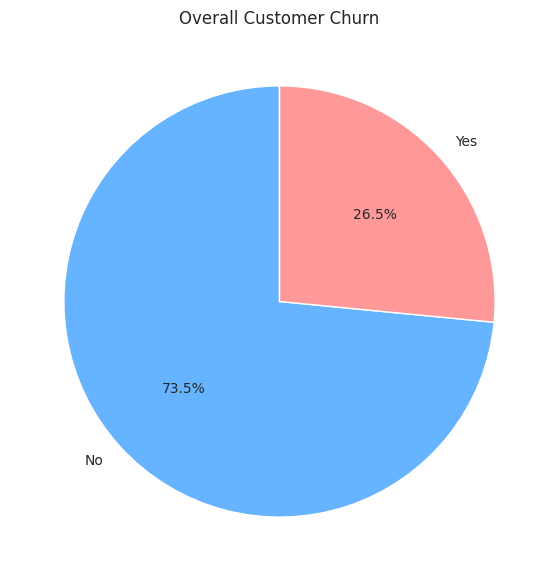 Overall Customer Churn
Yes
26.5%
73.5%
No